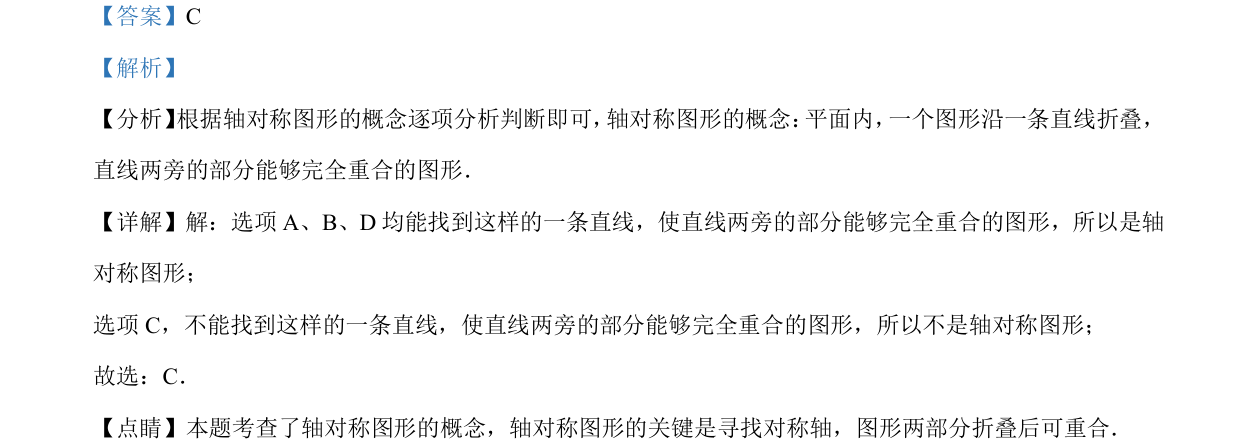 【答案】C
【解析】
【分析】根据轴对称图形的概念逐项分析判断即可，轴对称图形的概念：平面内，一个图形沿一条直线折叠，
直线两旁的部分能够完全重合的图形．
【详解】解：选项 A、B、D 均能找到这样的一条直线，使直线两旁的部分能够完全重合的图形，所以是轴
对称图形；
选项 C，不能找到这样的一条直线，使直线两旁的部分能够完全重合的图形，所以不是轴对称图形；
故选：C．
【点睛】本题考查了轴对称图形的概念，轴对称图形的关键是寻找对称轴，图形两部分折叠后可重合．